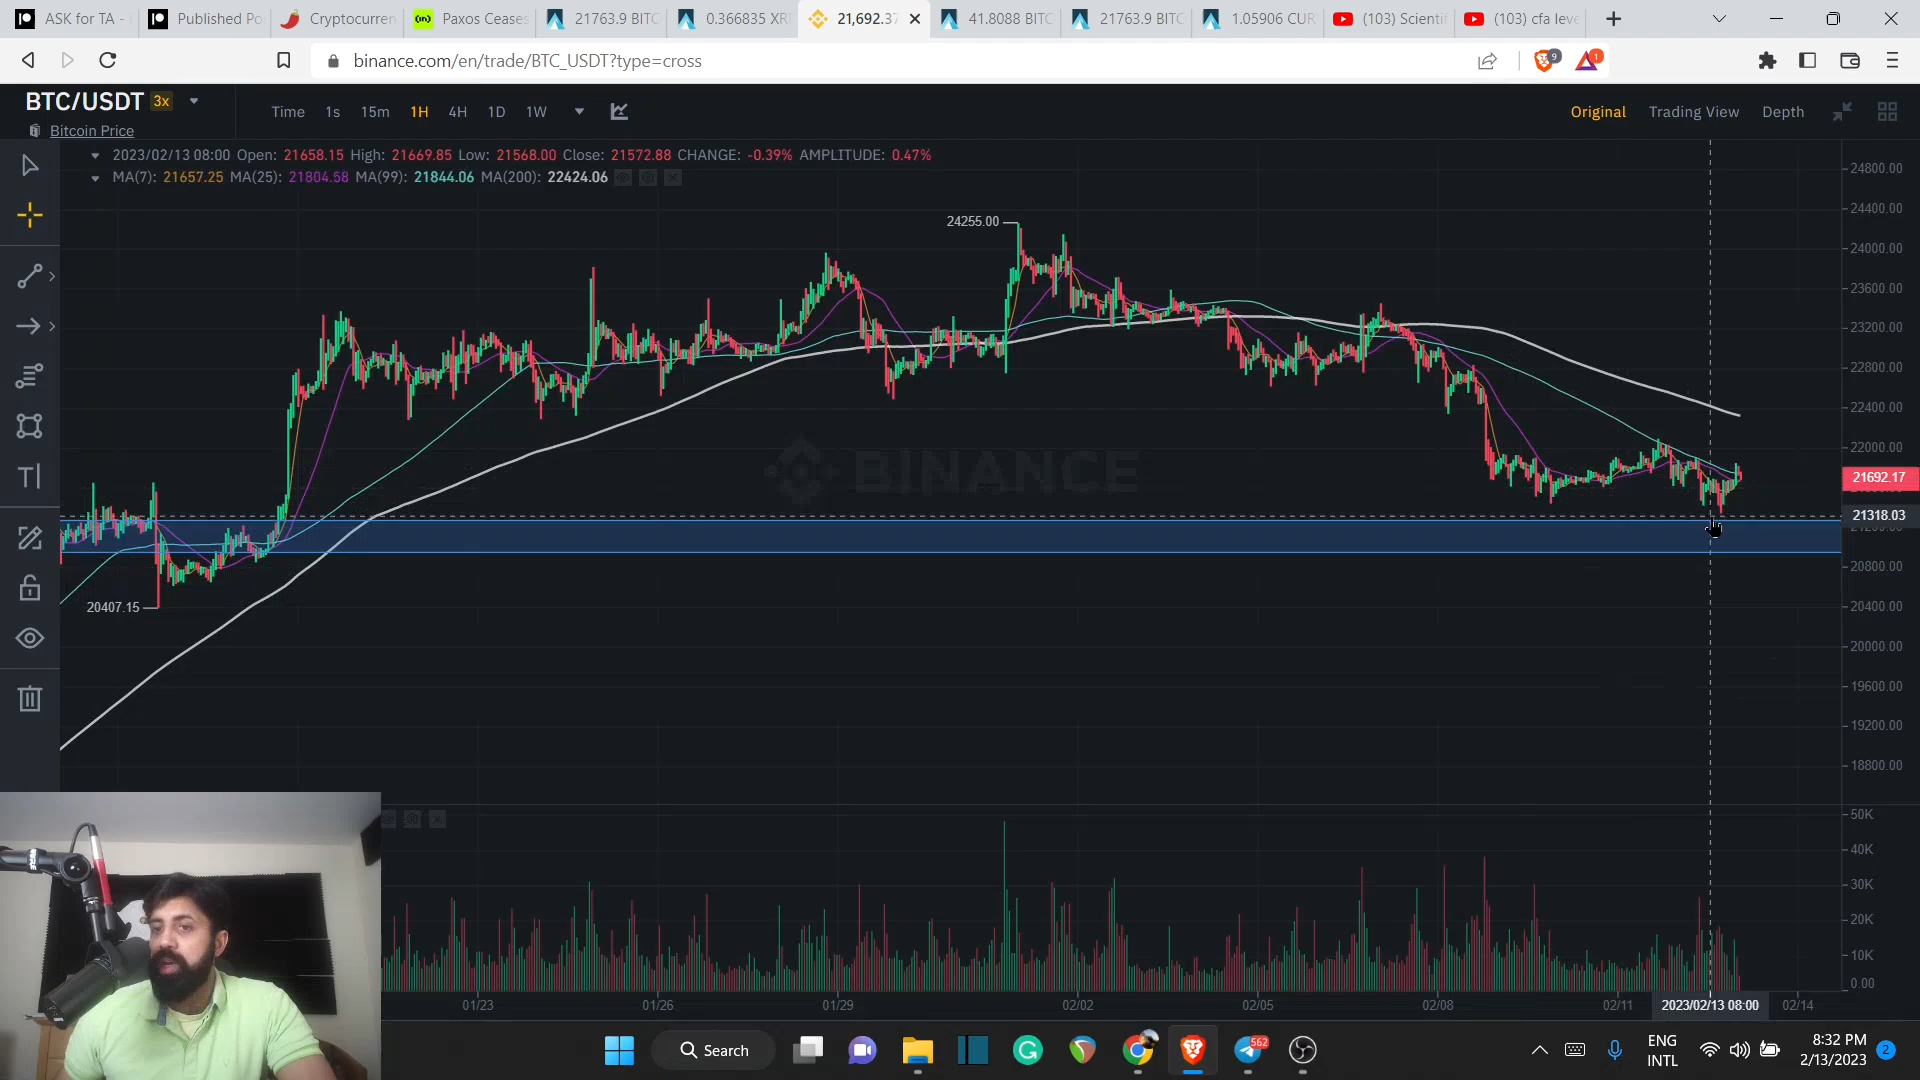 ASK for TA -
Published Po
Cryptocurren
Paxos Ceases
21763.9 BITC
0.366835 XR
21,692.37
41.8088 BITC
21763.9 BITC
1.05906 CUR
(103) Scientif
(103) cfa leve
binance.com/en/trade/BTC_USDT?type=cross
9
1
BTC/USDT 3x
Bitcoin Price
Time 1s 15m 1H 4H 1D 1W
Original Trading View Depth
2023/02/13 08:00 Open: 21658.15 High: 21669.85 Low: 21568.00 Close: 21572.88 CHANGE: -0.39% AMPLITUDE: 0.47%
MA(7): 21657.25 MA(25): 21804.58 MA(99): 21844.06 MA(200): 22424.06
24255.00
20407.15
BINANCE
24800.00
24400.00
24000.00
23600.00
23200.00
22800.00
22400.00
22000.00
21692.17
21318.03
20800.00
20400.00
20000.00
19600.00
19200.00
18800.00
50K
40K
30K
20K
10K
0.00
01/23
01/26
01/29
02/02
02/05
02/08
02/11
2023/02/13 08:00
02/14
Search
562
ENG
INTL
8:32 PM
2/13/2023
2